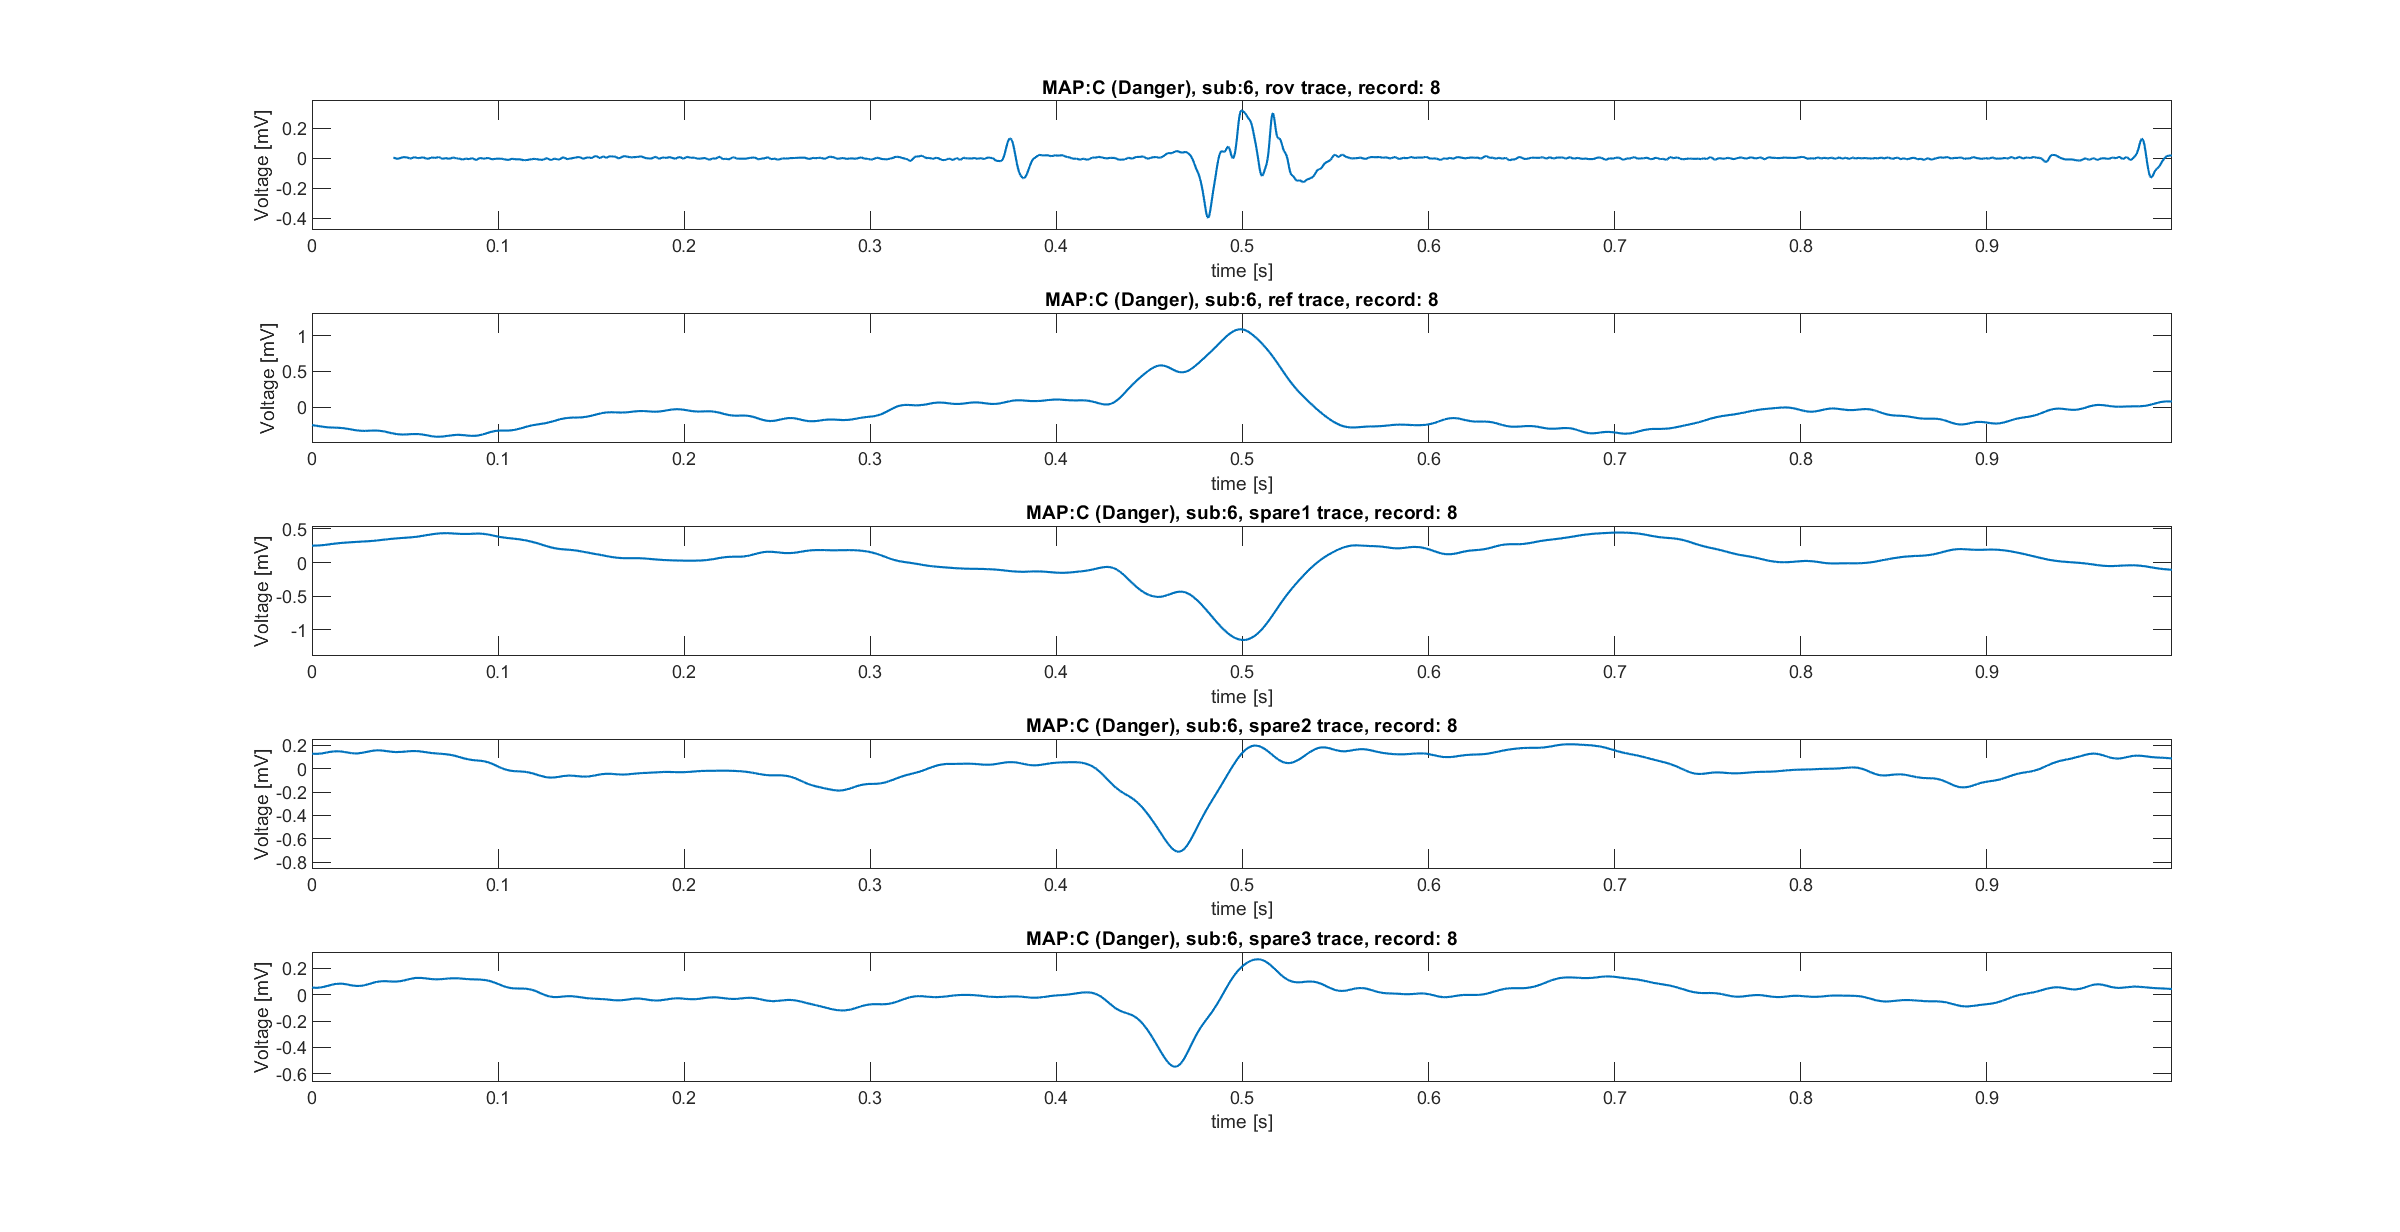 MAP:C (Danger), sub:6, rov trace, record: 8
Voltage [mV]
0.2
0
-0.2
-0.4
0 0.1 0.2 0.3 0.4 0.5 0.6 0.7 0.8 0.9
time [s]
MAP:C (Danger), sub:6, ref trace, record: 8
Voltage [mV]
1
0.5
0
0 0.1 0.2 0.3 0.4 0.5 0.6 0.7 0.8 0.9
time [s]
MAP:C (Danger), sub:6, spare1 trace, record: 8
Voltage [mV]
0.5
0
-0.5
-1
0 0.1 0.2 0.3 0.4 0.5 0.6 0.7 0.8 0.9
time [s]
MAP:C (Danger), sub:6, spare2 trace, record: 8
Voltage [mV]
0.2
0
-0.2
-0.4
-0.6
-0.8
0 0.1 0.2 0.3 0.4 0.5 0.6 0.7 0.8 0.9
time [s]
MAP:C (Danger), sub:6, spare3 trace, record: 8
Voltage [mV]
0.2
0
-0.2
-0.4
-0.6
0 0.1 0.2 0.3 0.4 0.5 0.6 0.7 0.8 0.9
time [s]